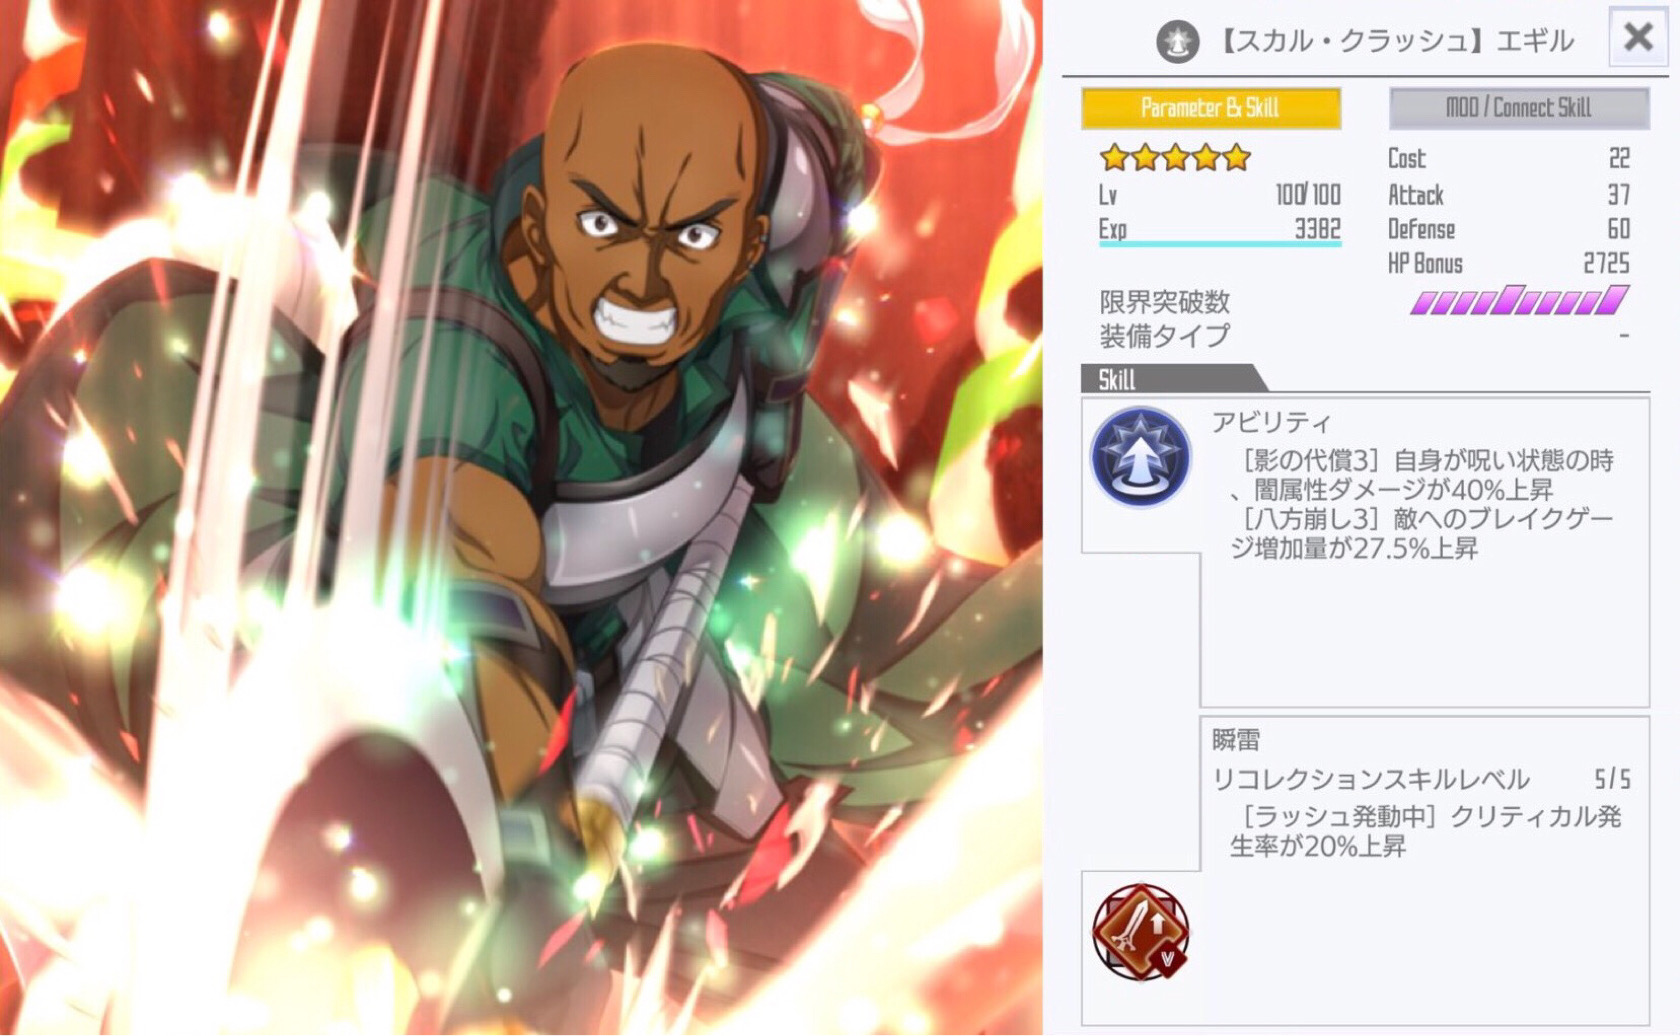 【スカル・クラッシュ】エギル
Parameter & Skill
MOD / Connect Skill
Lv 100/100
Exp 3382
Cost 22
Attack 37
Defense 60
HP Bonus 2725
限界突破数
装備タイプ -
Skill
アビリティ
［影の代償3］自身が呪い状態の時
、闇属性ダメージが40%上昇
［八方崩し3］敵へのブレイクゲー
ジ増加量が27.5%上昇
瞬雷
リコレクションスキルレベル 5/5
［ラッシュ発動中］クリティカル発
生率が20%上昇
V